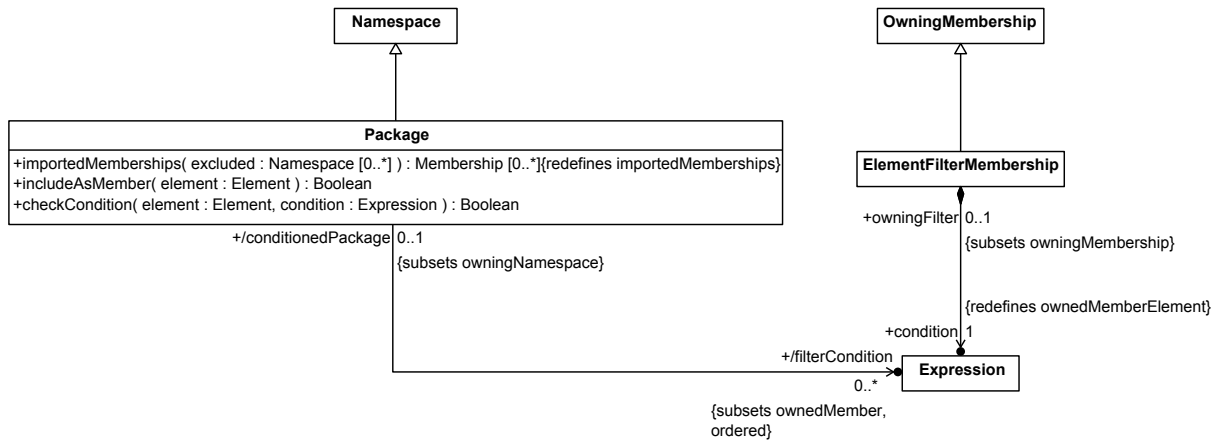 Namespace
OwningMembership
Package
+importedMemberships( excluded : Namespace [0..*] ) : Membership [0..*]{redefines importedMemberships}
+includeAsMember( element : Element ) : Boolean
+checkCondition( element : Element, condition : Expression ) : Boolean
ElementFilterMembership
+/conditionedPackage 0..1
{subsets owningNamespace}
+owningFilter 0..1
{subsets owningMembership}
{redefines ownedMemberElement}
+condition 1
+/filterCondition
0..*
{subsets ownedMember,
ordered}
Expression